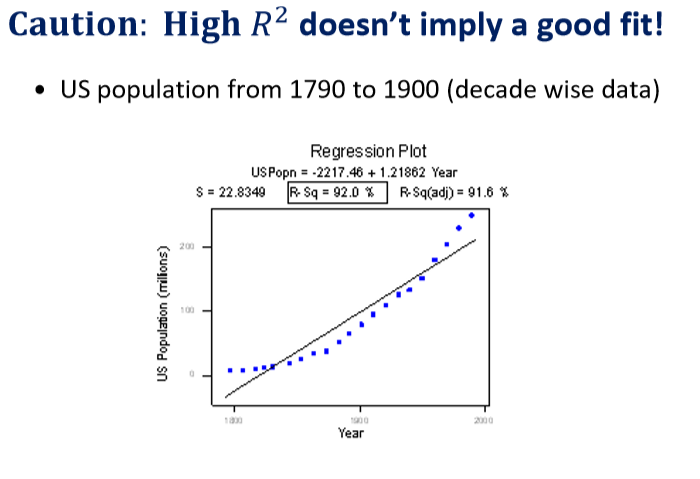 Caution: High R² doesn't imply a good fit!
• US population from 1790 to 1900 (decade wise data)
Regression Plot
USPopn = -2217.46 + 1.21862 Year
S = 22.8349 R-Sq = 92.0 % R-Sq(adj) = 91.6 %
US Population (millions)
200
100
0
1800 1900 2000
Year